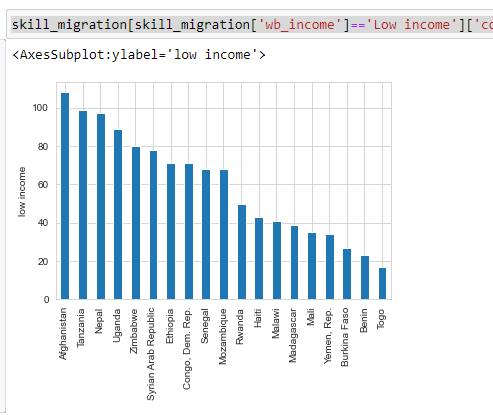 skill_migration[skill_migration['wb_income']=='Low income']['
<AxesSubplot:ylabel='low income'>
100
80
60
40
20
0
low income
Afghanistan
Tanzania
Nepal
Uganda
Zimbabwe
Syrian Arab Republic
Ethiopia
Congo, Dem. Rep.
Senegal
Mozambique
Rwanda
Haiti
Malawi
Madagascar
Mali
Yemen, Rep.
Burkina Faso
Benin
Togo